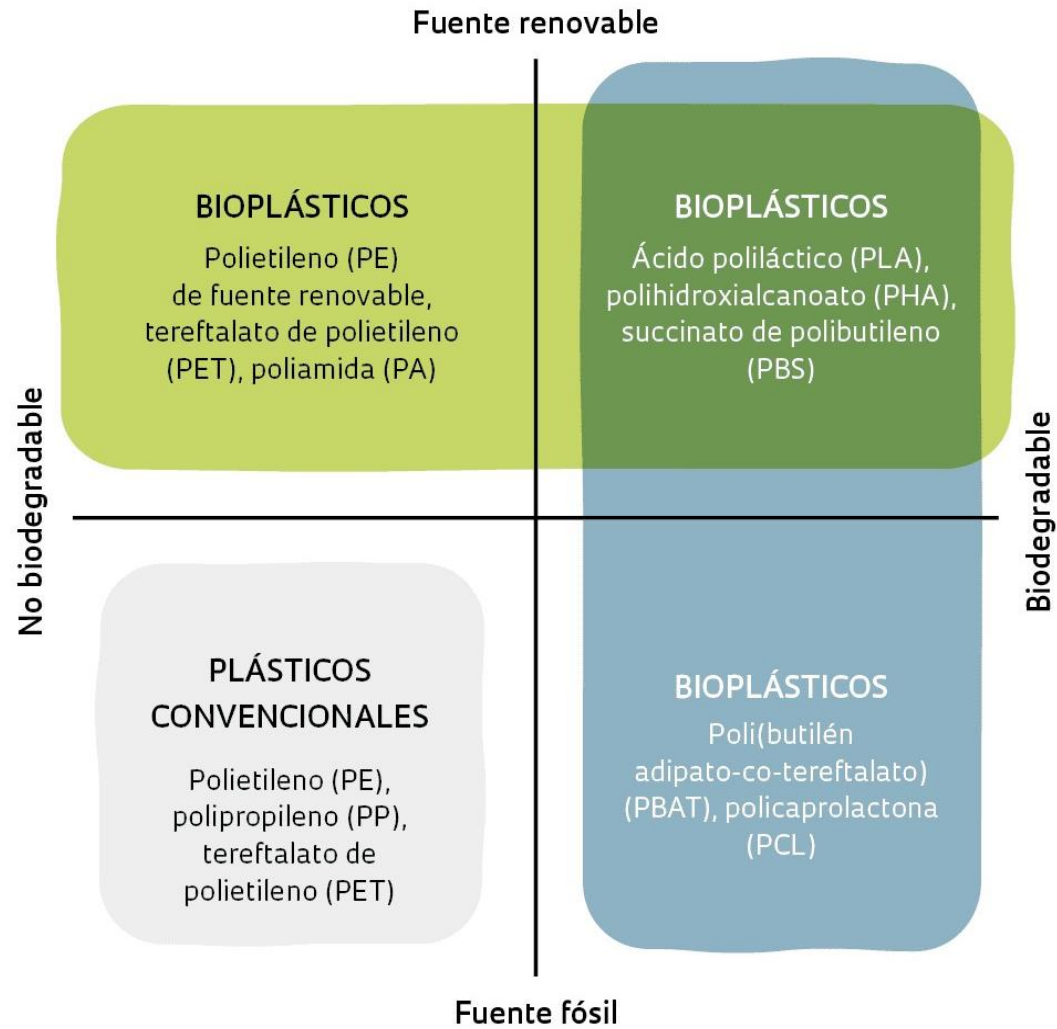 Fuente renovable
BIOPLÁSTICOS
Polietileno (PE)
de fuente renovable,
tereftalato de polietileno
(PET), poliamida (PA)
BIOPLÁSTICOS
Ácido poliláctico (PLA),
polihidroxialcanoato (PHA),
succinato de polibutileno
(PBS)
No biodegradable
Biodegradable
PLÁSTICOS
CONVENCIONALES
Polietileno (PE),
polipropileno (PP),
tereftalato de
polietileno (PET)
BIOPLÁSTICOS
Poli(butilén
adipato-co-tereftalato)
(PBAT), policaprolactona
(PCL)
Fuente fósil